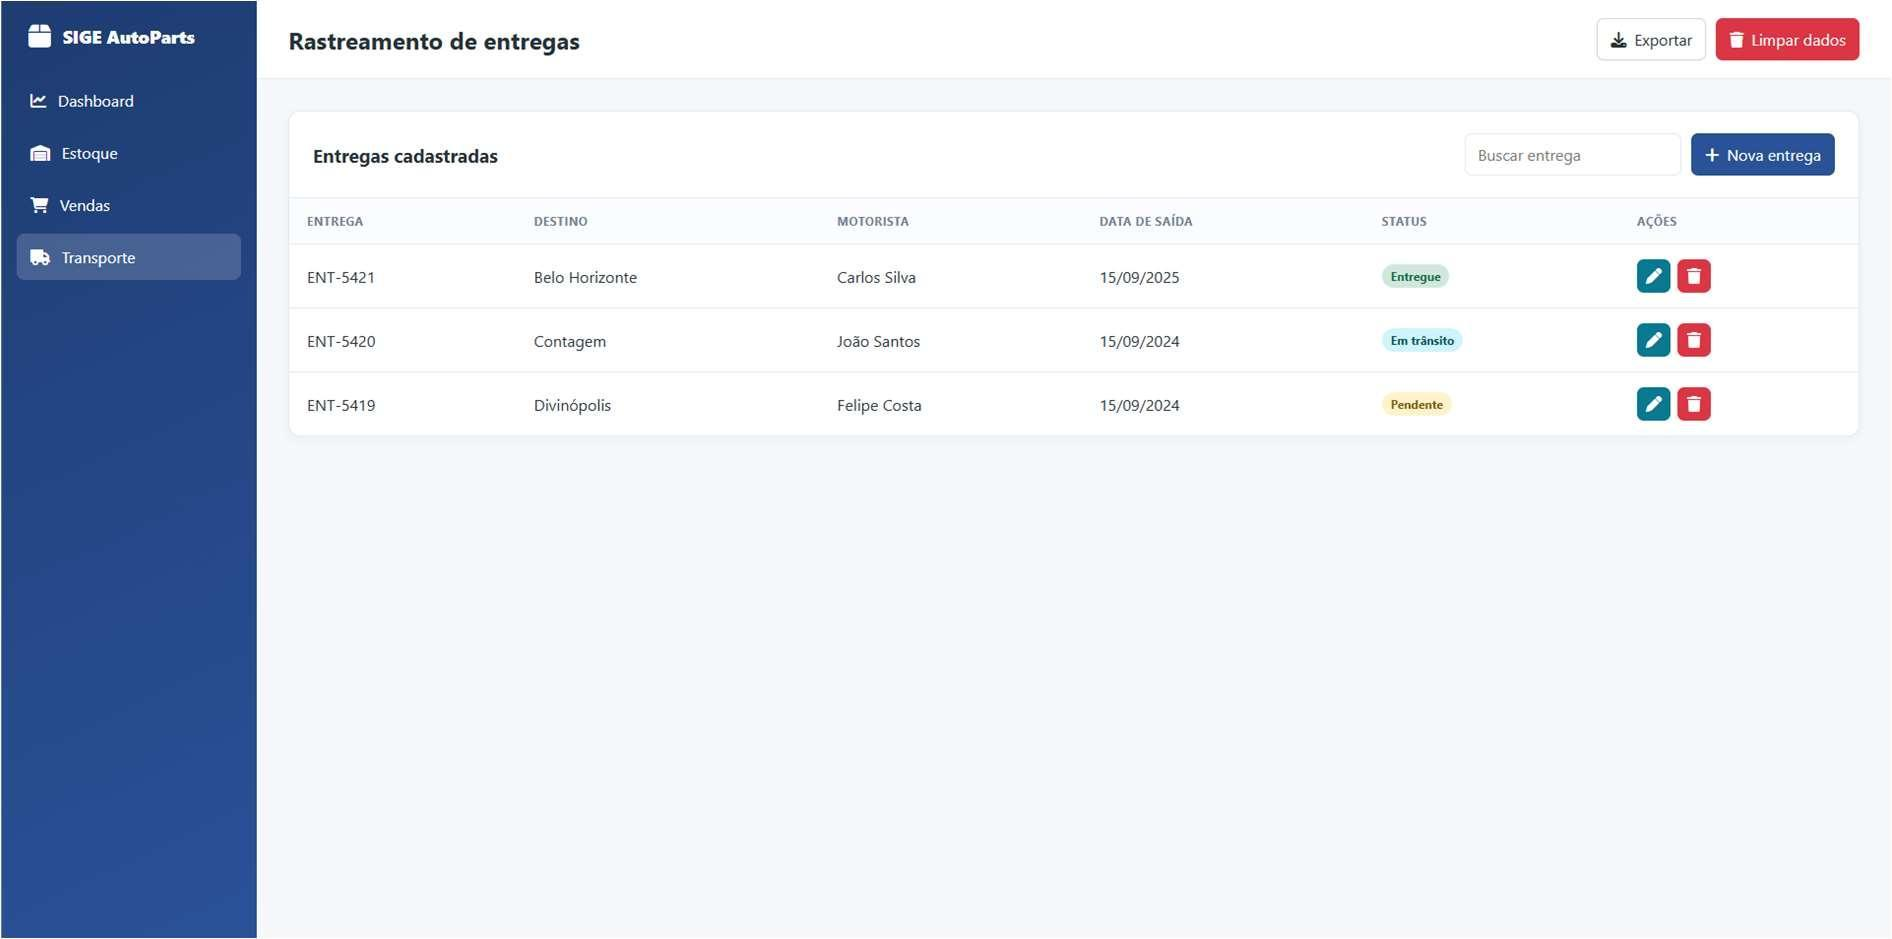 SIGE AutoParts
Dashboard
Estoque
Vendas
Transporte
Rastreamento de entregas
Exportar
Limpar dados
Entregas cadastradas
Buscar entrega
Nova entrega
ENTREGA DESTINO MOTORISTA DATA DE SAÍDA STATUS AÇÕES
ENT-5421 Belo Horizonte Carlos Silva 15/09/2025 Entregue
ENT-5420 Contagem João Santos 15/09/2024 Em trânsito
ENT-5419 Divinópolis Felipe Costa 15/09/2024 Pendente